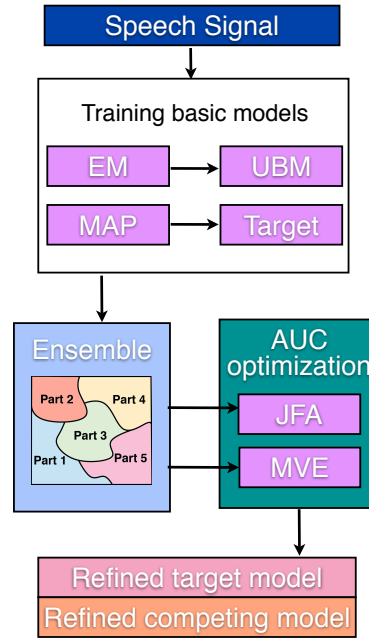 Speech Signal
Training basic models
EM
UBM
MAP
Target
Ensemble
Part 2
Part 4
Part 3
Part 1
Part 5
AUC
optimization
JFA
MVE
Refined target model
Refined competing model